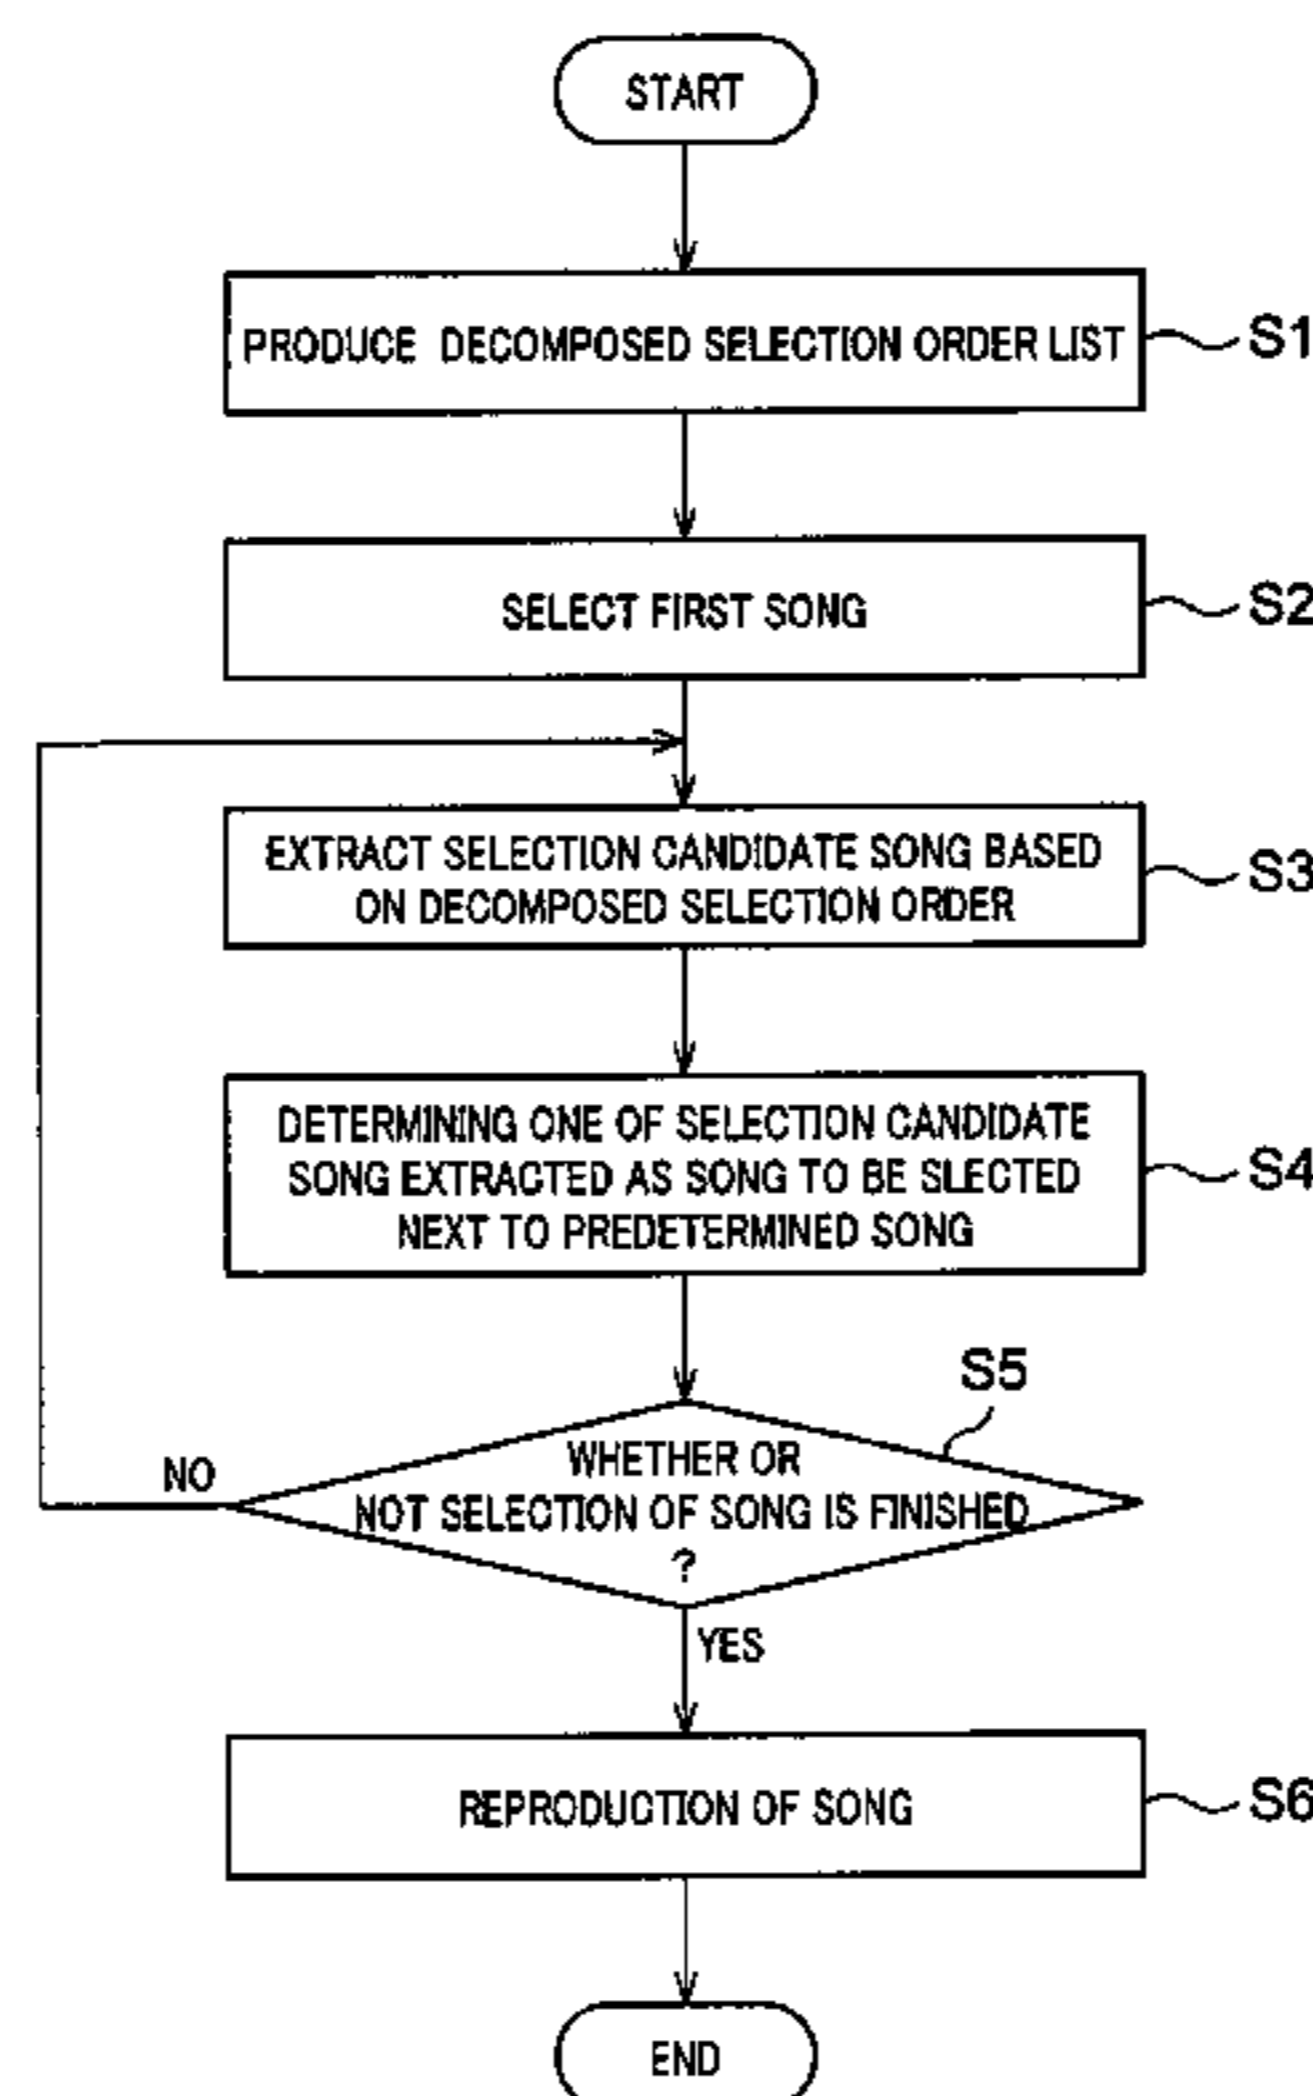 START
PRODUCE DECOMPOSED SELECTION ORDER LIST
S1
SELECT FIRST SONG
S2
EXTRACT SELECTION CANDIDATE SONG BASED
ON DECOMPOSED SELECTION ORDER
S3
DETERMINING ONE OF SELECTION CANDIDATE
SONG EXTRACTED AS SONG TO BE SLECTED
NEXT TO PREDETERMINED SONG
S4
S5
WHETHER OR
NOT SELECTION OF SONG IS FINISHED
?
NO
YES
REPRODUCTION OF SONG
S6
END